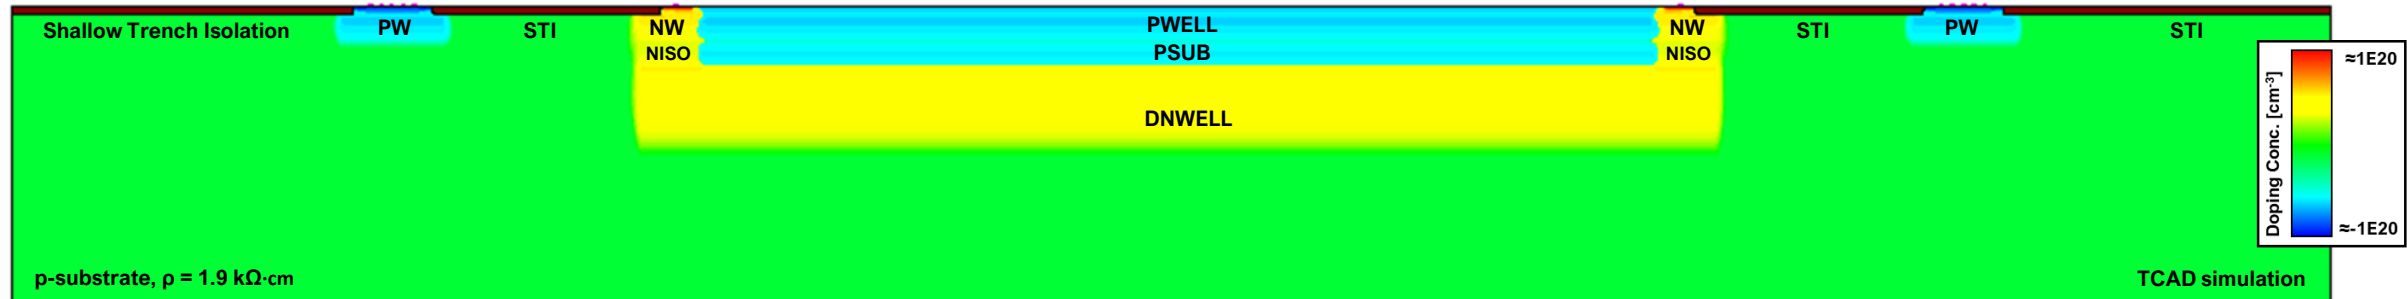 Shallow Trench Isolation
PW
STI
NW
PWELL
NW
STI
PW
STI
NISO
PSUB
NISO
DNWELL
≈1E20
Doping Conc. [cm⁻³]
≈-1E20
p-substrate, ρ = 1.9 kΩ·cm
TCAD simulation